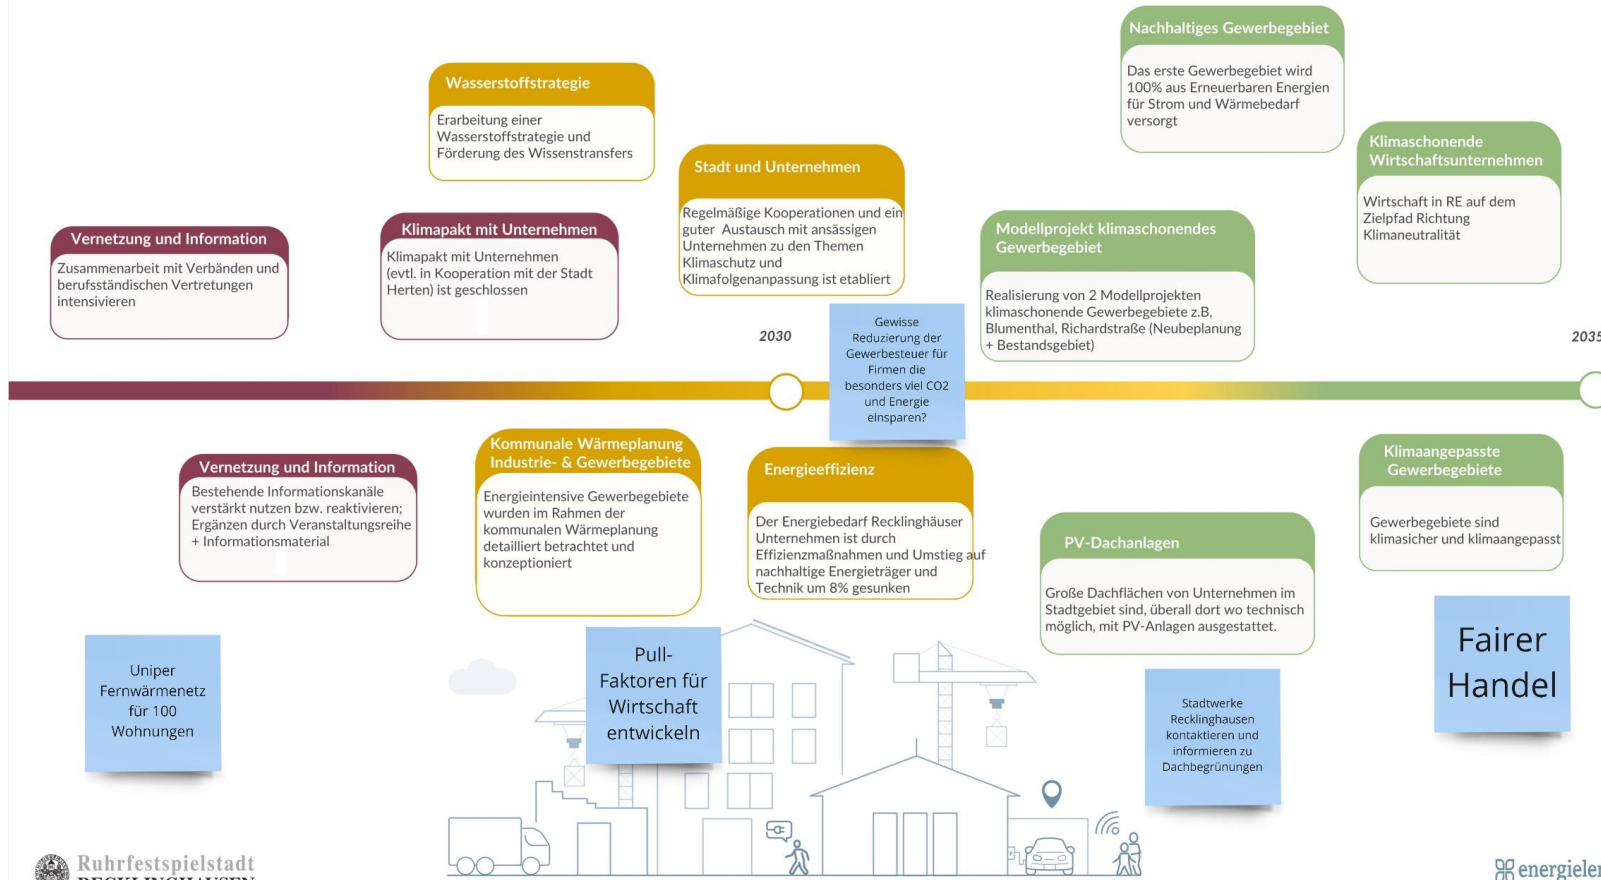 Nachhaltiges Gewerbegebiet
Das erste Gewerbegebiet wird
100% aus Erneuerbaren Energien
für Strom und Wärmebedarf
versorgt
Wasserstoffstrategie
Erarbeitung einer
Wasserstoffstrategie und
Förderung des Wissenstransfers
Klimaschonende
Wirtschaftsunternehmen
Wirtschaft in RE auf dem
Zielpfad Richtung
Klimaneutralität
Stadt und Unternehmen
Regelmäßige Kooperationen und ein
guter Austausch mit ansässigen
Unternehmen zu den Themen
Klimaschutz und
Klimafolgenanpassung ist etabliert
Vernetzung und Information
Zusammenarbeit mit Verbänden und
berufsständischen Vertretungen
intensivieren
Klimapakt mit Unternehmen
Klimapakt mit Unternehmen
(evtl. in Kooperation mit der Stadt
Herten) ist geschlossen
Modellprojekt klimaschonendes
Gewerbegebiet
Realisierung von 2 Modellprojekten
klimaschonende Gewerbegebiete z.B,
Blumenthal, Richardstraße (Neubeplanung
+ Bestandsgebiet)
2030
Gewisse
Reduzierung der
Gewerbesteuer für
Firmen die
besonders viel CO2
und Energie
einsparen?
2035
Vernetzung und Information
Bestehende Informationskanäle
verstärkt nutzen bzw. reaktivieren;
Ergänzen durch Veranstaltungsreihe
+ Informationsmaterial
Kommunale Wärmeplanung
Industrie- & Gewerbegebiete
Energieintensive Gewerbegebiete
wurden im Rahmen der
kommunalen Wärmeplanung
detailliert betrachtet und
konzeptioniert
Energieeffizienz
Der Energiebedarf Recklinghäuser
Unternehmen ist durch
Effizienzmaßnahmen und Umstieg auf
nachhaltige Energieträger und
Technik um 8% gesunken
PV-Dachanlagen
Große Dachflächen von Unternehmen im
Stadtgebiet sind, überall dort wo technisch
möglich, mit PV-Anlagen ausgestattet.
Klimaangepasste
Gewerbegebiete
Gewerbegebiete sind
klimasicher und klimaangepasst
Uniper
Fernwärmenetz
für 100
Wohnungen
Pull-
Faktoren für
Wirtschaft
entwickeln
Stadtwerke
Recklinghausen
kontaktieren und
informieren zu
Dachbegrünungen
Fairer
Handel
Ruhrfestspielstadt
RECKLINGHAUSEN
energielen